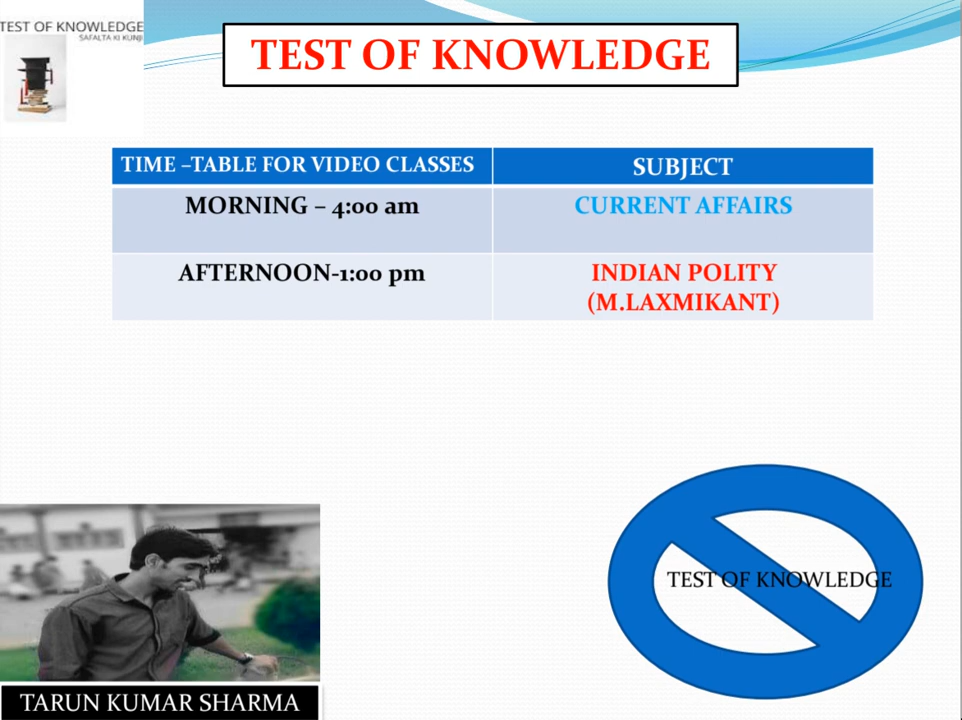 TEST OF KNOWLEDGE
SAFALTA KI KUNJI
TEST OF KNOWLEDGE
TIME –TABLE FOR VIDEO CLASSES
SUBJECT
MORNING – 4:00 am
CURRENT AFFAIRS
AFTERNOON-1:00 pm
INDIAN POLITY
(M.LAXMIKANT)
TEST OF KNOWLEDGE
TARUN KUMAR SHARMA